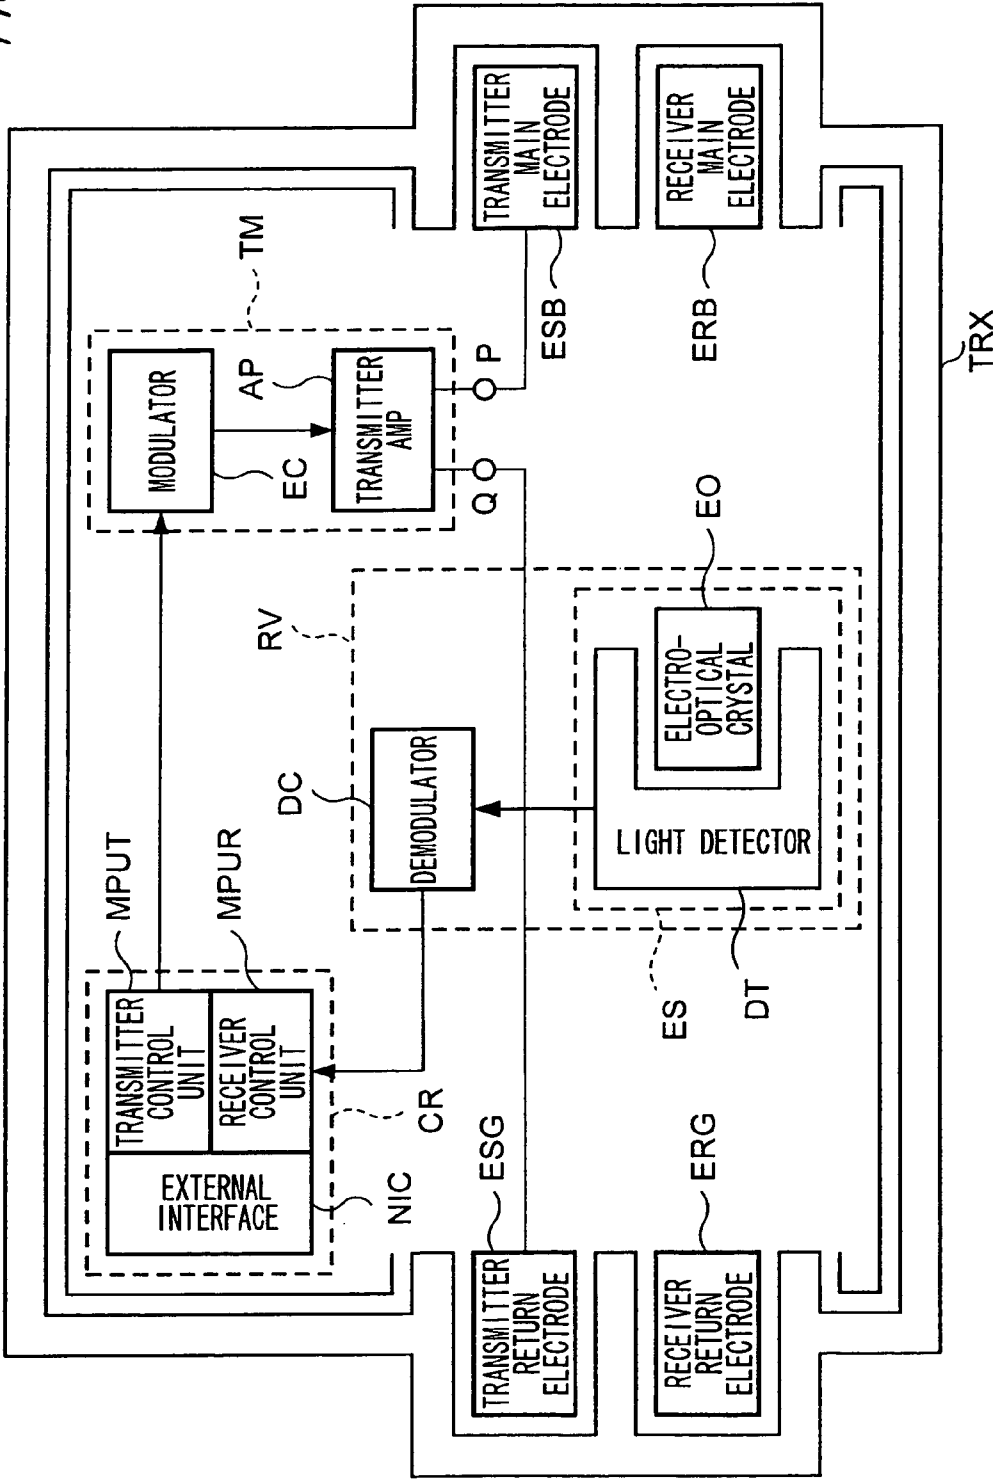 TRANSMITTER
MAIN
ELECTRODE
RECEIVER
MAIN
ELECTRODE
TM
ESB
ERB
TRX
MODULATOR
AP
TRANSMITTER
AMP
P
EC
Q
EO
RV
ELECTRO-
OPTICAL
CRYSTAL
DC
DEMODULATOR
LIGHT DETECTOR
MPUT
MPUR
ES
DT
TRANSMITTER
CONTROL
UNIT
RECEIVER
CONTROL
UNIT
CR
EXTERNAL
INTERFACE
NIC
ESG
ERG
TRANSMITTER
RETURN
ELECTRODE
RECEIVER
RETURN
ELECTRODE